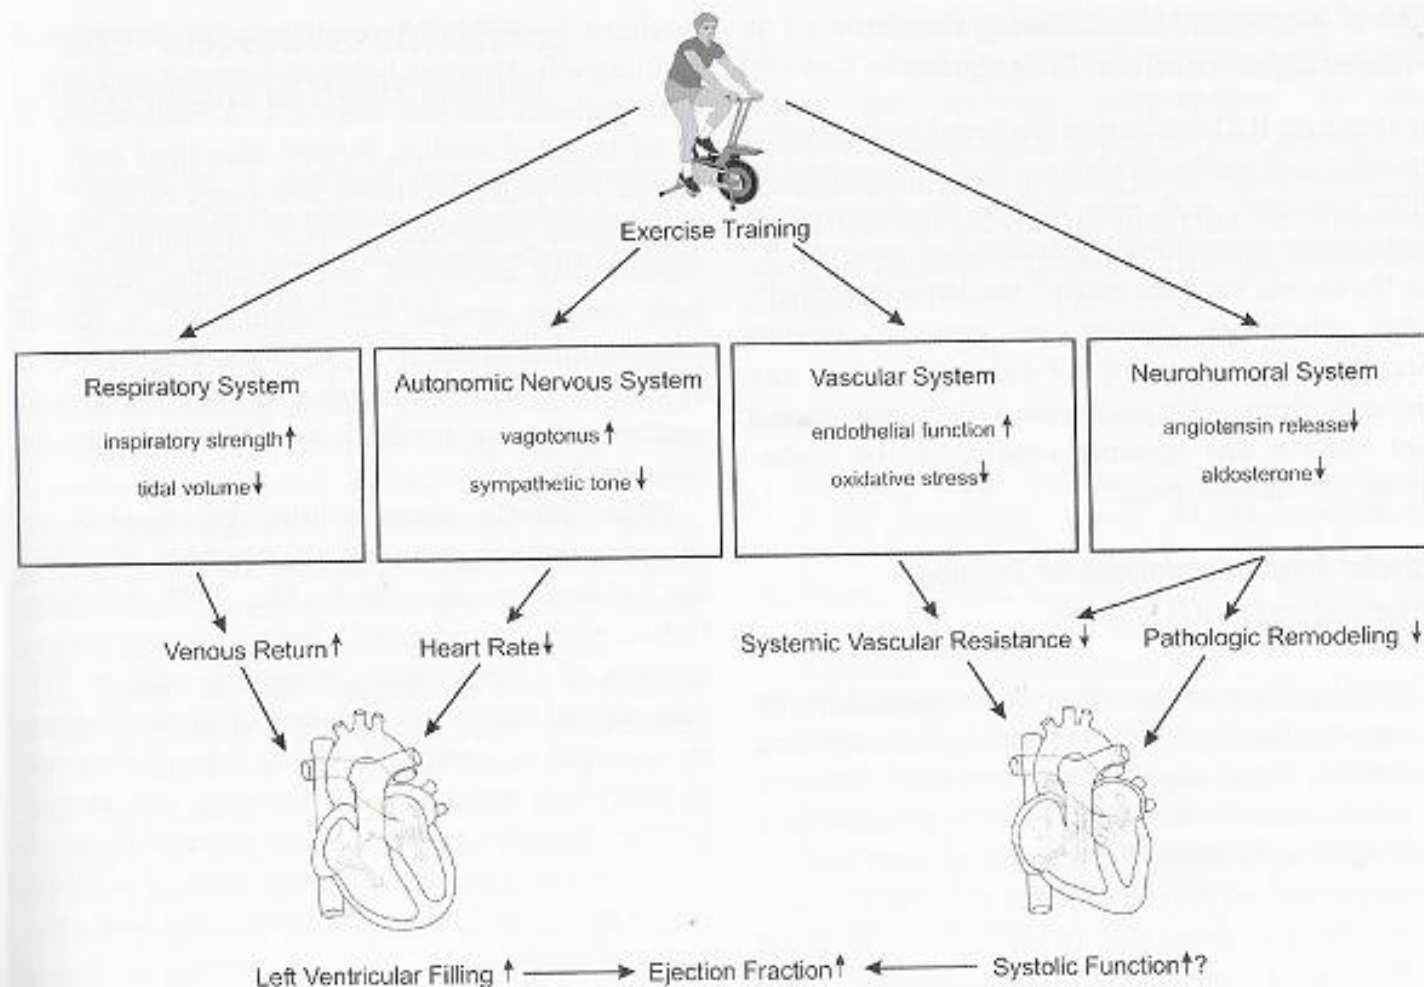 Exercise Training
Respiratory System
inspiratory strength↑
tidal volume↓
Autonomic Nervous System
vagotonus↑
sympathetic tone↓
Vascular System
endothelial function↑
oxidative stress↓
Neurohumoral System
angiotensin release↓
aldosterone↓
Venous Return↑
Heart Rate↓
Systemic Vascular Resistance↓
Pathologic Remodeling↓
Left Ventricular Filling↑
Ejection Fraction↑
Systolic Function↑?